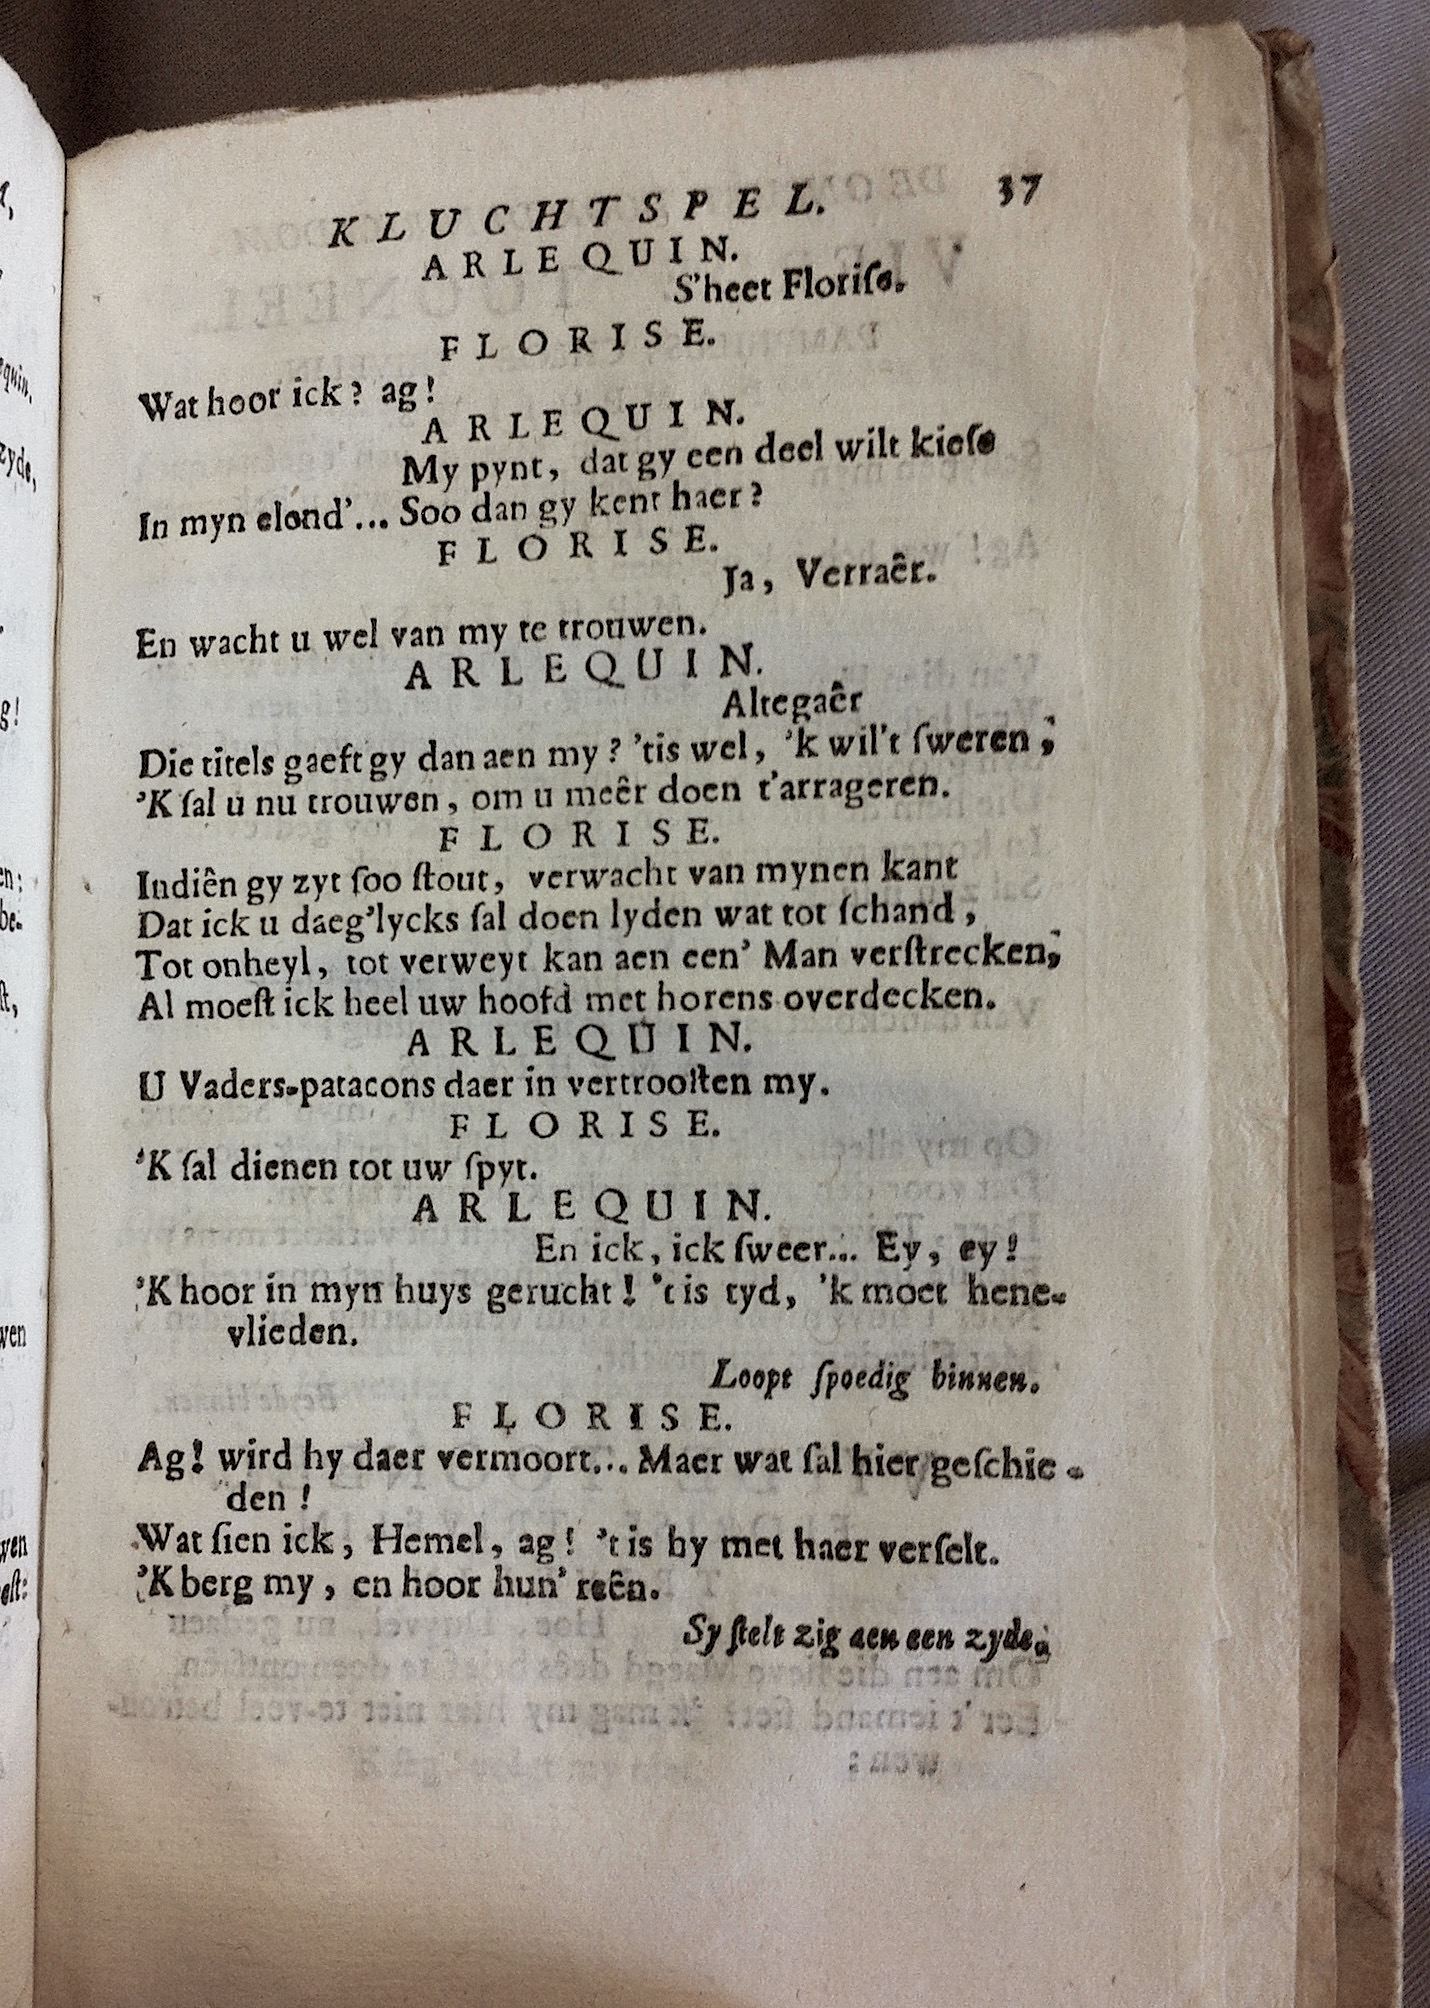 KLUCHTSPEL. 37
ARLEQUIN.
S'heet Floriſe.
FLORISE.
Wat hoor ick? ag!
ARLEQUIN.
My pynt, dat gy een deel wilt kieſe
In myn elond'... Soo dan gy kent haer?
FLORISE.
Ja, Verraêr.
En wacht u wel van my te trouwen.
ARLEQUIN.
Altegaêr
Die titels gaeft gy dan aen my? 'tis wel, 'k wil't ſweren;
'K ſal u nu trouwen, om u meêr doen t'arrageren.
FLORISE.
Indiên gy zyt ſoo ſtout, verwacht van mynen kant
Dat ick u daeg'lycks ſal doen lyden wat tot ſchand,
Tot onheyl, tot verweyt kan aen een' Man verſtrecken;
Al moeſt ick heel uw hoofd met horens overdecken.
ARLEQUIN.
U Vaders-patacons daer in vertrooſten my.
FLORISE.
'K ſal dienen tot uw ſpyt.
ARLEQUIN.
En ick, ick ſweer... Ey, ey!
'K hoor in myn huys gerucht! 't is tyd, 'k moet hene-
vlieden.
Loopt ſpoedig binnen.
FLORISE.
Ag! wird hy daer vermoort... Maer wat ſal hier geſchie-
den!
Wat ſien ick, Hemel, ag! 't is hy met haer verſelt.
'K berg my, en hoor hun' reên.
Sy ſtelt zig aen een zyde.